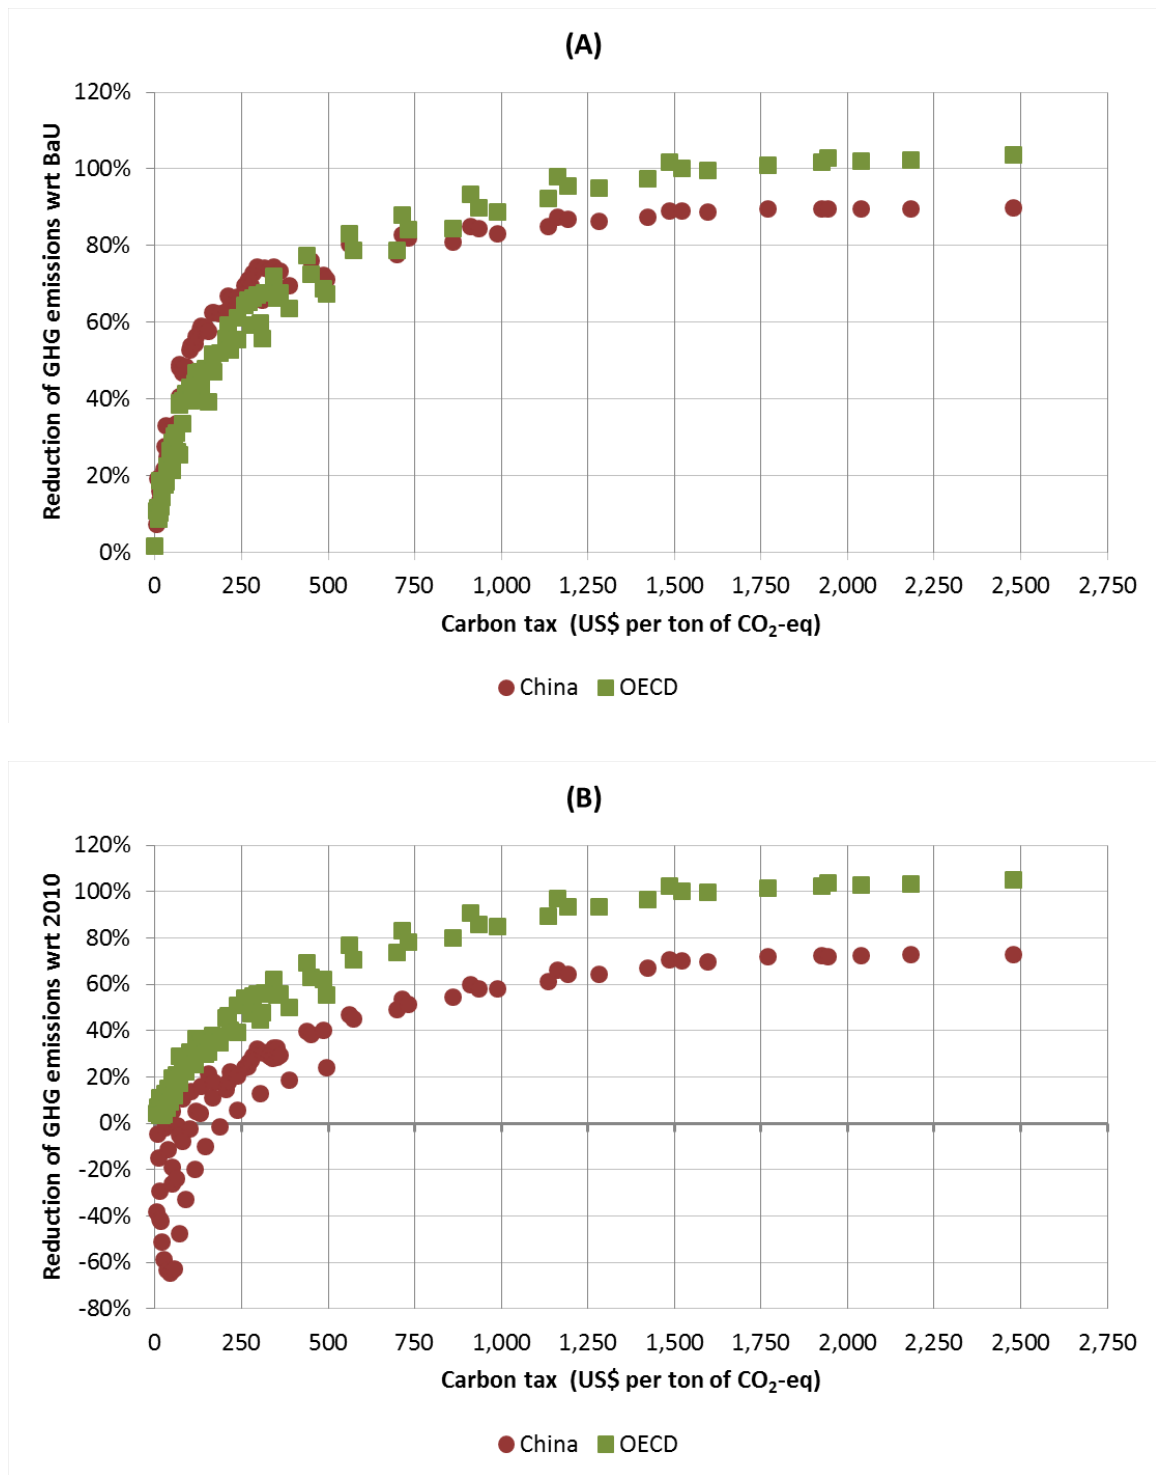 (A)
Reduction of GHG emissions wrt BaU
120%
100%
80%
60%
40%
20%
0%
0 250 500 750 1,000 1,250 1,500 1,750 2,000 2,250 2,500 2,750
Carbon tax (US$ per ton of CO₂-eq)
China OECD
(B)
Reduction of GHG emissions wrt 2010
120%
100%
80%
60%
40%
20%
0%
-20%
-40%
-60%
-80%
0 250 500 750 1,000 1,250 1,500 1,750 2,000 2,250 2,500 2,750
Carbon tax (US$ per ton of CO₂-eq)
China OECD